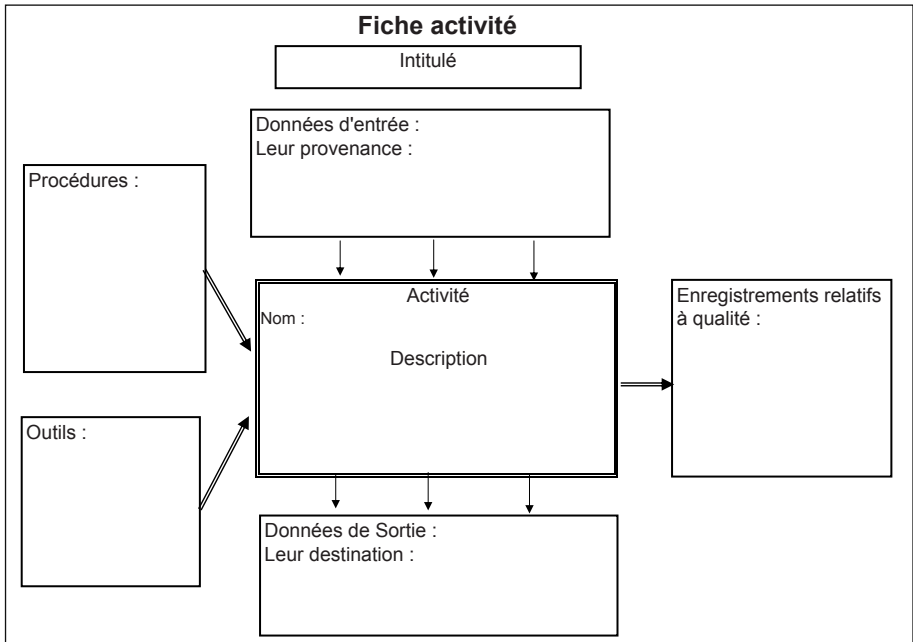 Fiche activité
Intitulé
Données d'entrée :
Leur provenance :
Procédures :
Activité
Nom :
Description
Enregistrements relatifs
à qualité :
Outils :
Données de Sortie :
Leur destination :